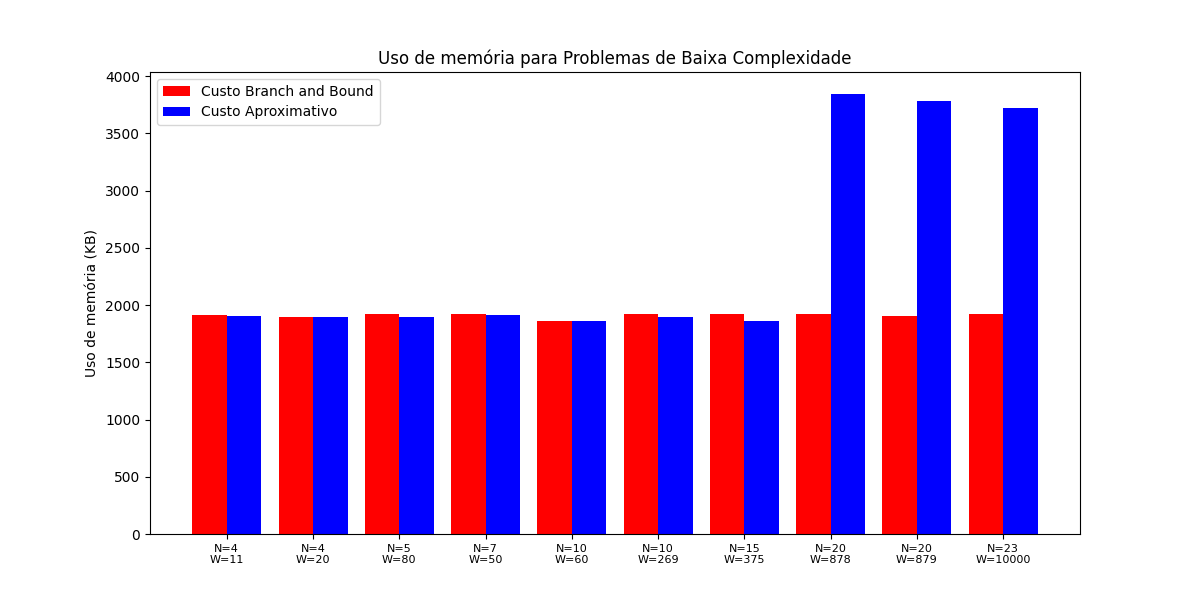 Uso de memória para Problemas de Baixa Complexidade
Custo Branch and Bound
Custo Aproximativo
Uso de memória (KB)
4000
3500
3000
2500
2000
1500
1000
500
0
N=4
W=11
N=4
W=20
N=5
W=80
N=7
W=50
N=10
W=60
N=10
W=269
N=15
W=375
N=20
W=878
N=20
W=879
N=23
W=10000